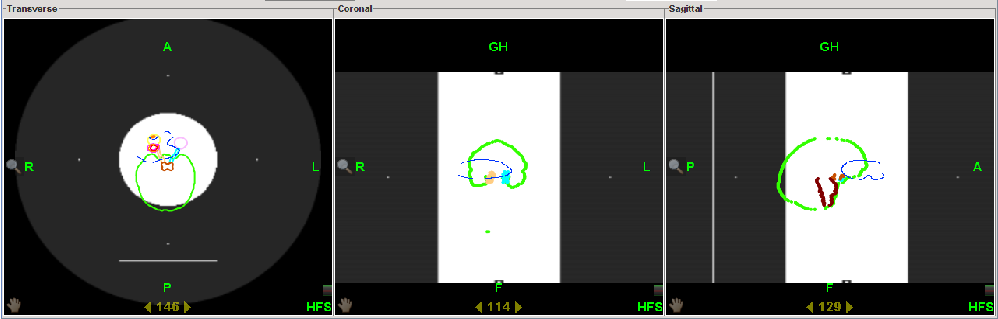 Transverse
Coronal
Sagittal
A
GH
GH
R
L
R
L
P
A
P
F
F
146
HFS
114
HFS
129
HFS